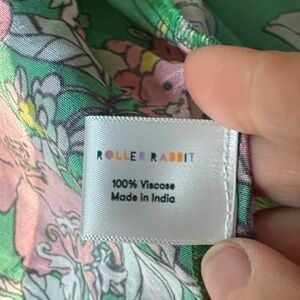 ROLLER RABBIT
100% Viscose
Made in India